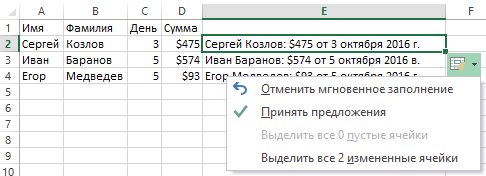 A B C D E F
1 Имя Фамилия День Сумма
2 Сергей Козлов 3 $475 Сергей Козлов: $475 от 3 октября 2016 г.
3 Иван Баранов 5 $574 Иван Баранов: $574 от 5 октября 2016 в.
4 Егор Медведев 5 $93 Егор Медведев: $93 от 5 октября 2016 г.
5
6 Отменить мгновенное заполнение
7 Принять предложения
8 Выделить все 0 пустые ячейки
9 Выделить все 2 измененные ячейки
10